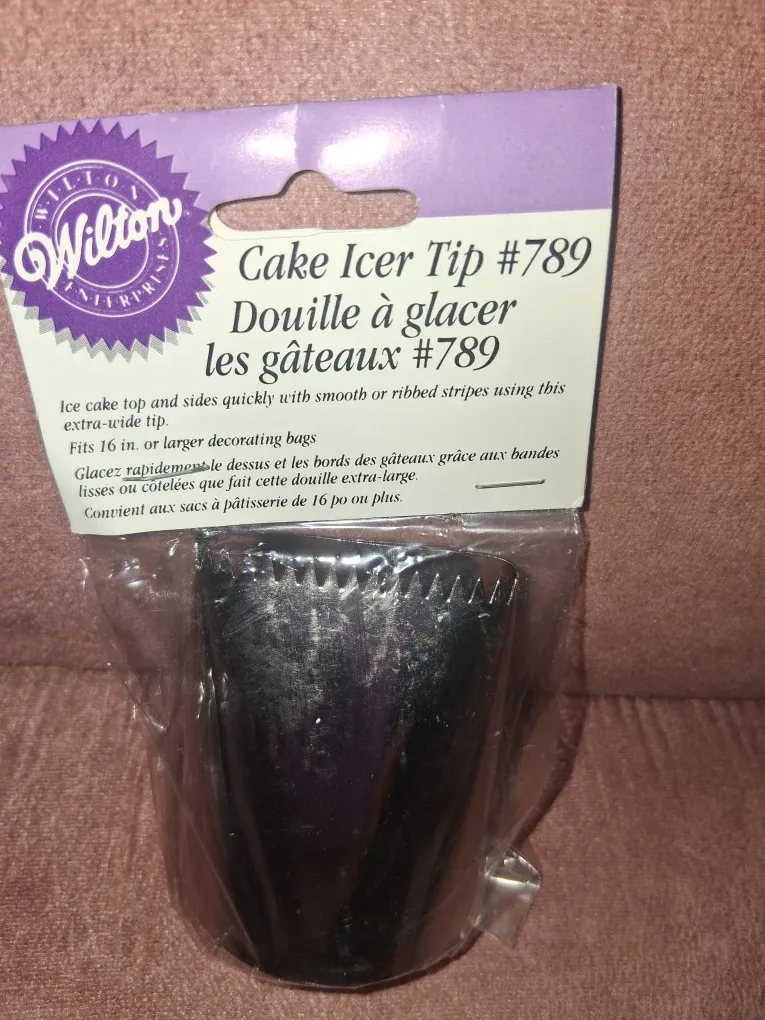 WILTON
Wilton
ENTERPRISES
Cake Icer Tip #789
Douille à glacer
les gâteaux #789
Ice cake top and sides quickly with smooth or ribbed stripes using this
extra-wide tip.
Fits 16 in. or larger decorating bags
Glacez rapidement le dessus et les bords des gâteaux grâce aux bandes
lisses ou côtelées que fait cette douille extra-large.
Convient aux sacs à pâtisserie de 16 po ou plus.